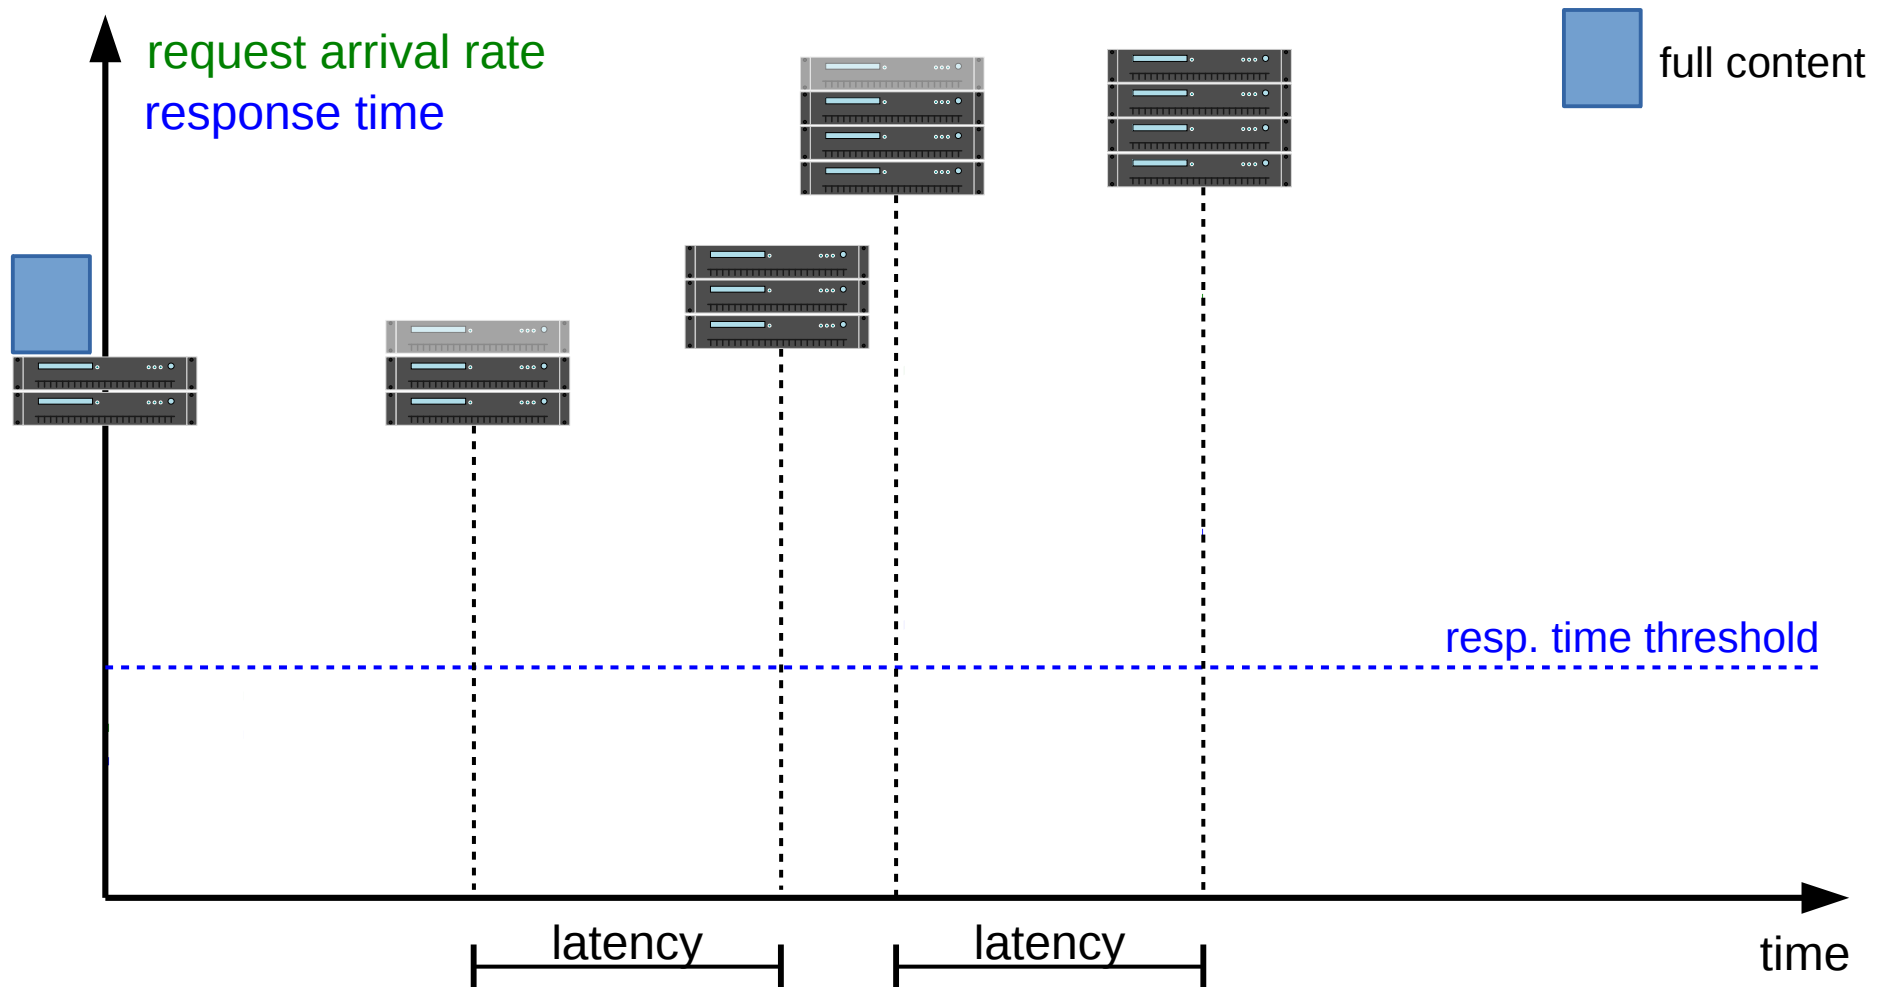 request arrival rate
response time
full content
resp. time threshold
latency
latency
time